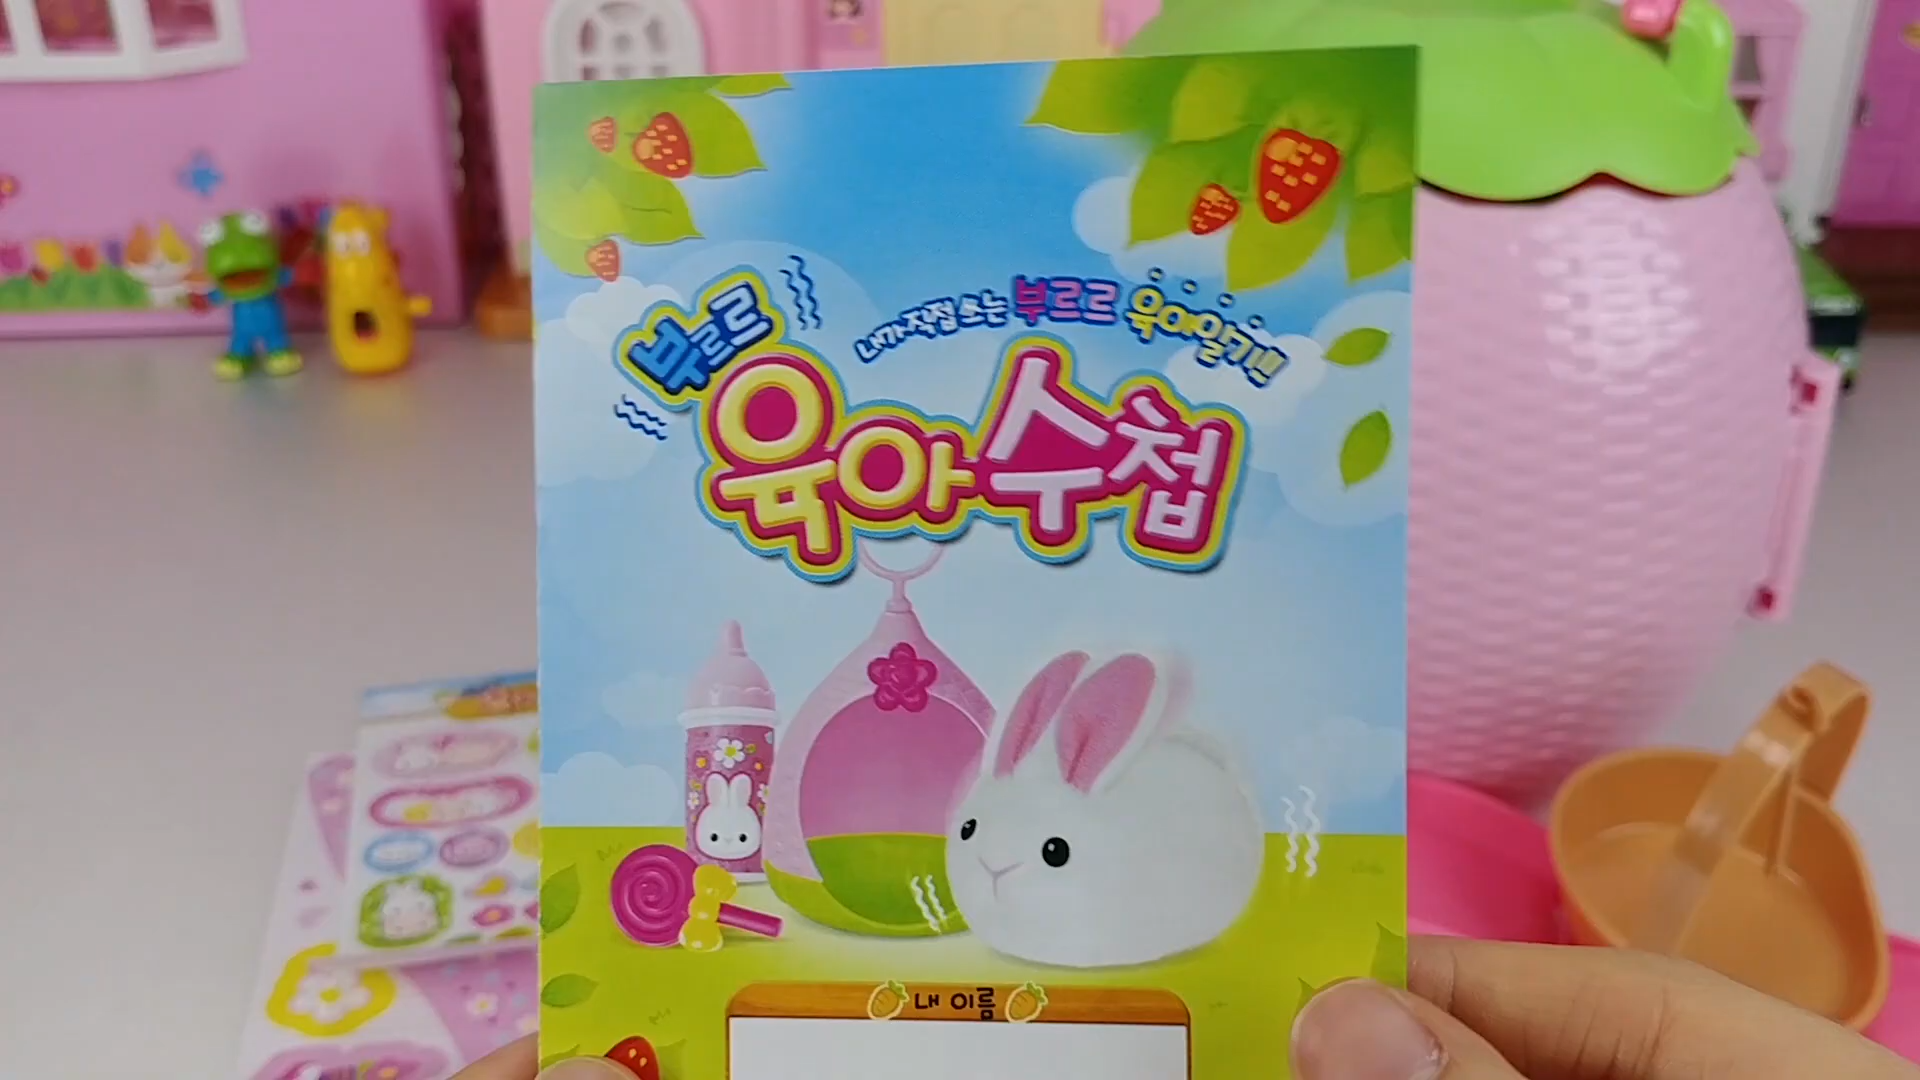 내가 직접 쓰는 부르르 육아일기!!
부르르
육아수첩
내 이름